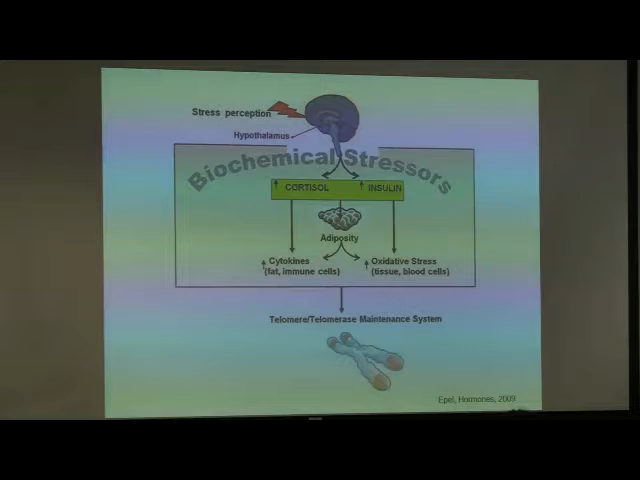 Stress perception
Hypothalamus
Biochemical Stressors
↑ CORTISOL ↑ INSULIN
Adiposity
↑ Cytokines
(fat, immune cells)
↑ Oxidative Stress
(tissue, blood cells)
Telomere/Telomerase Maintenance System
Epel, Hormones, 2009